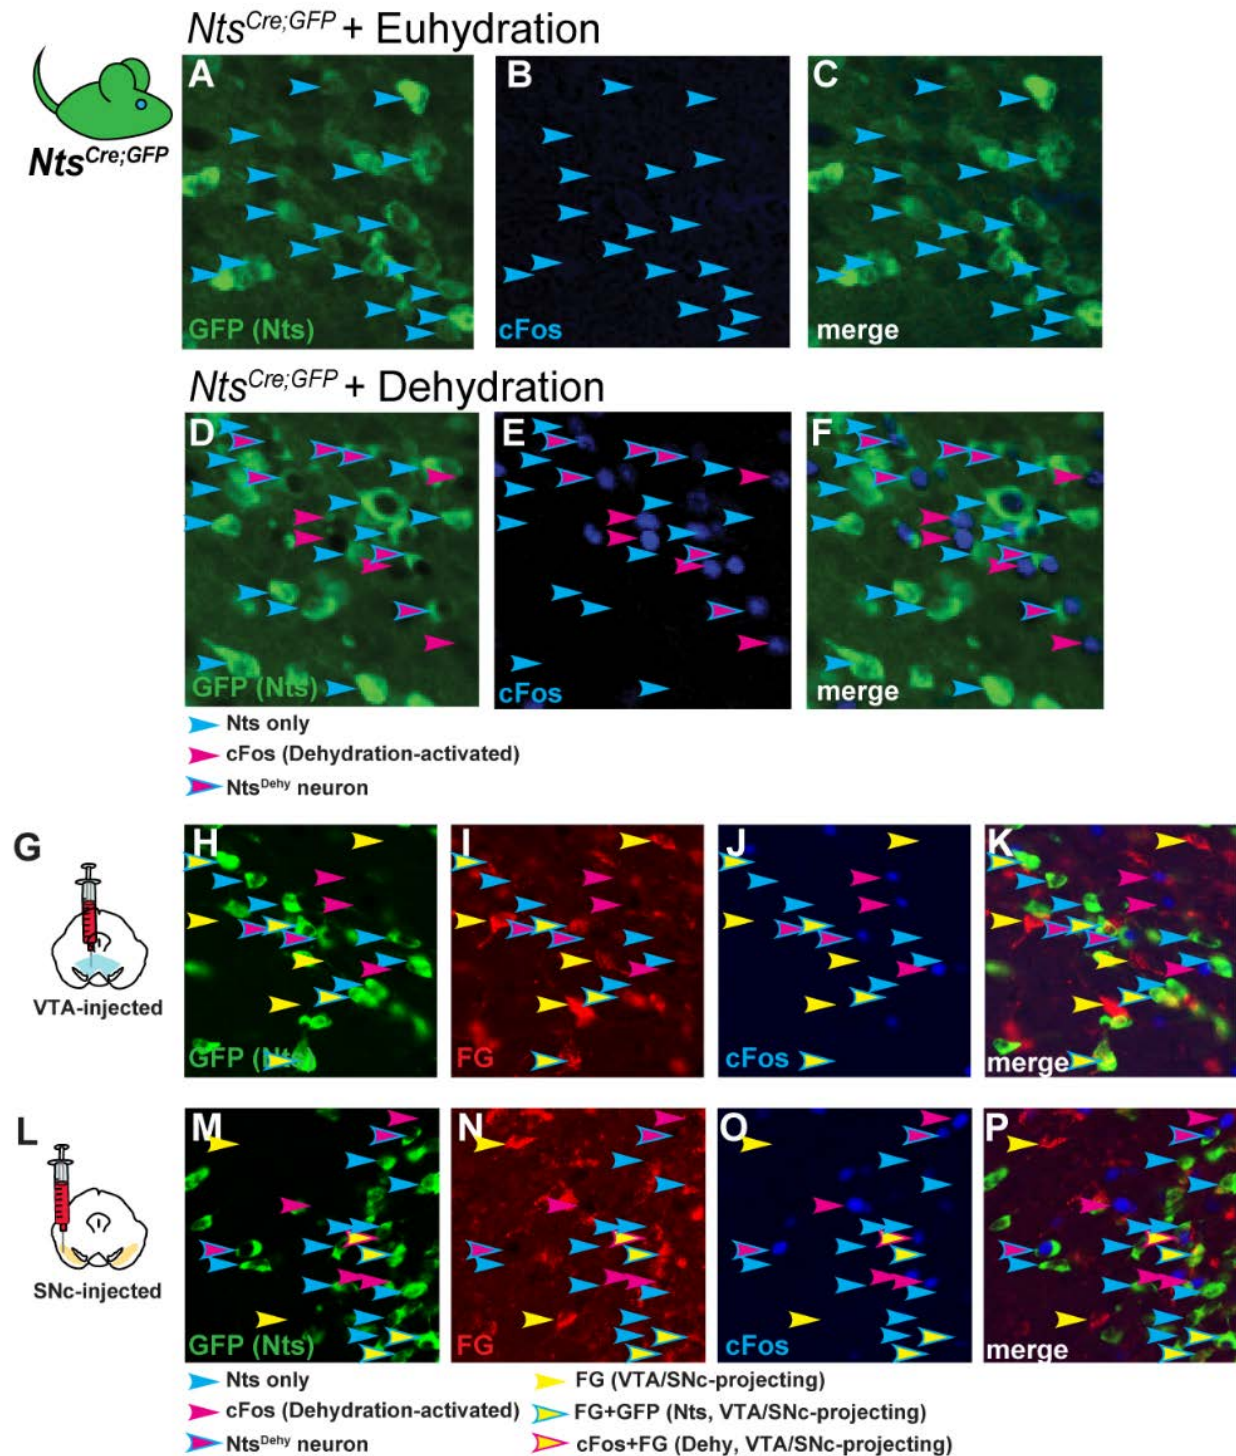 Nts^Cre;GFP + Euhydration
Nts^Cre;GFP
A
B
C
GFP (Nts)
cFos
merge
Nts^Cre;GFP + Dehydration
D
E
F
GFP (Nts)
cFos
merge
Nts only
cFos (Dehydration-activated)
Nts^Dehy neuron
G
VTA-injected
H
I
J
K
GFP (Nts)
FG
cFos
merge
L
SNc-injected
M
N
O
P
GFP (Nts)
FG
cFos
merge
Nts only
cFos (Dehydration-activated)
Nts^Dehy neuron
FG (VTA/SNc-projecting)
FG+GFP (Nts, VTA/SNc-projecting)
cFos+FG (Dehy, VTA/SNc-projecting)